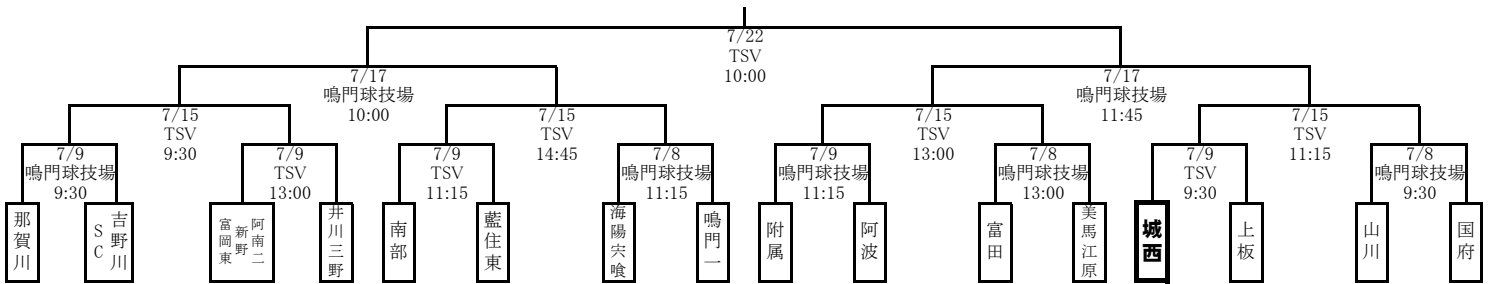 7/22
TSV
10:00
7/17
鳴門球技場
10:00
7/17
鳴門球技場
11:45
7/15
TSV
9:30
7/15
TSV
14:45
7/15
TSV
13:00
7/15
TSV
11:15
7/9
鳴門球技場
9:30
7/9
TSV
13:00
7/9
TSV
11:15
7/8
鳴門球技場
11:15
7/9
鳴門球技場
11:15
7/8
鳴門球技場
13:00
7/9
TSV
9:30
7/8
鳴門球技場
9:30
那賀川
吉野川
SC
阿南二
新野
富岡東
井川三野
南部
藍住東
海陽宍喰
鳴門一
附属
阿波
富田
美馬江原
城西
上板
山川
国府